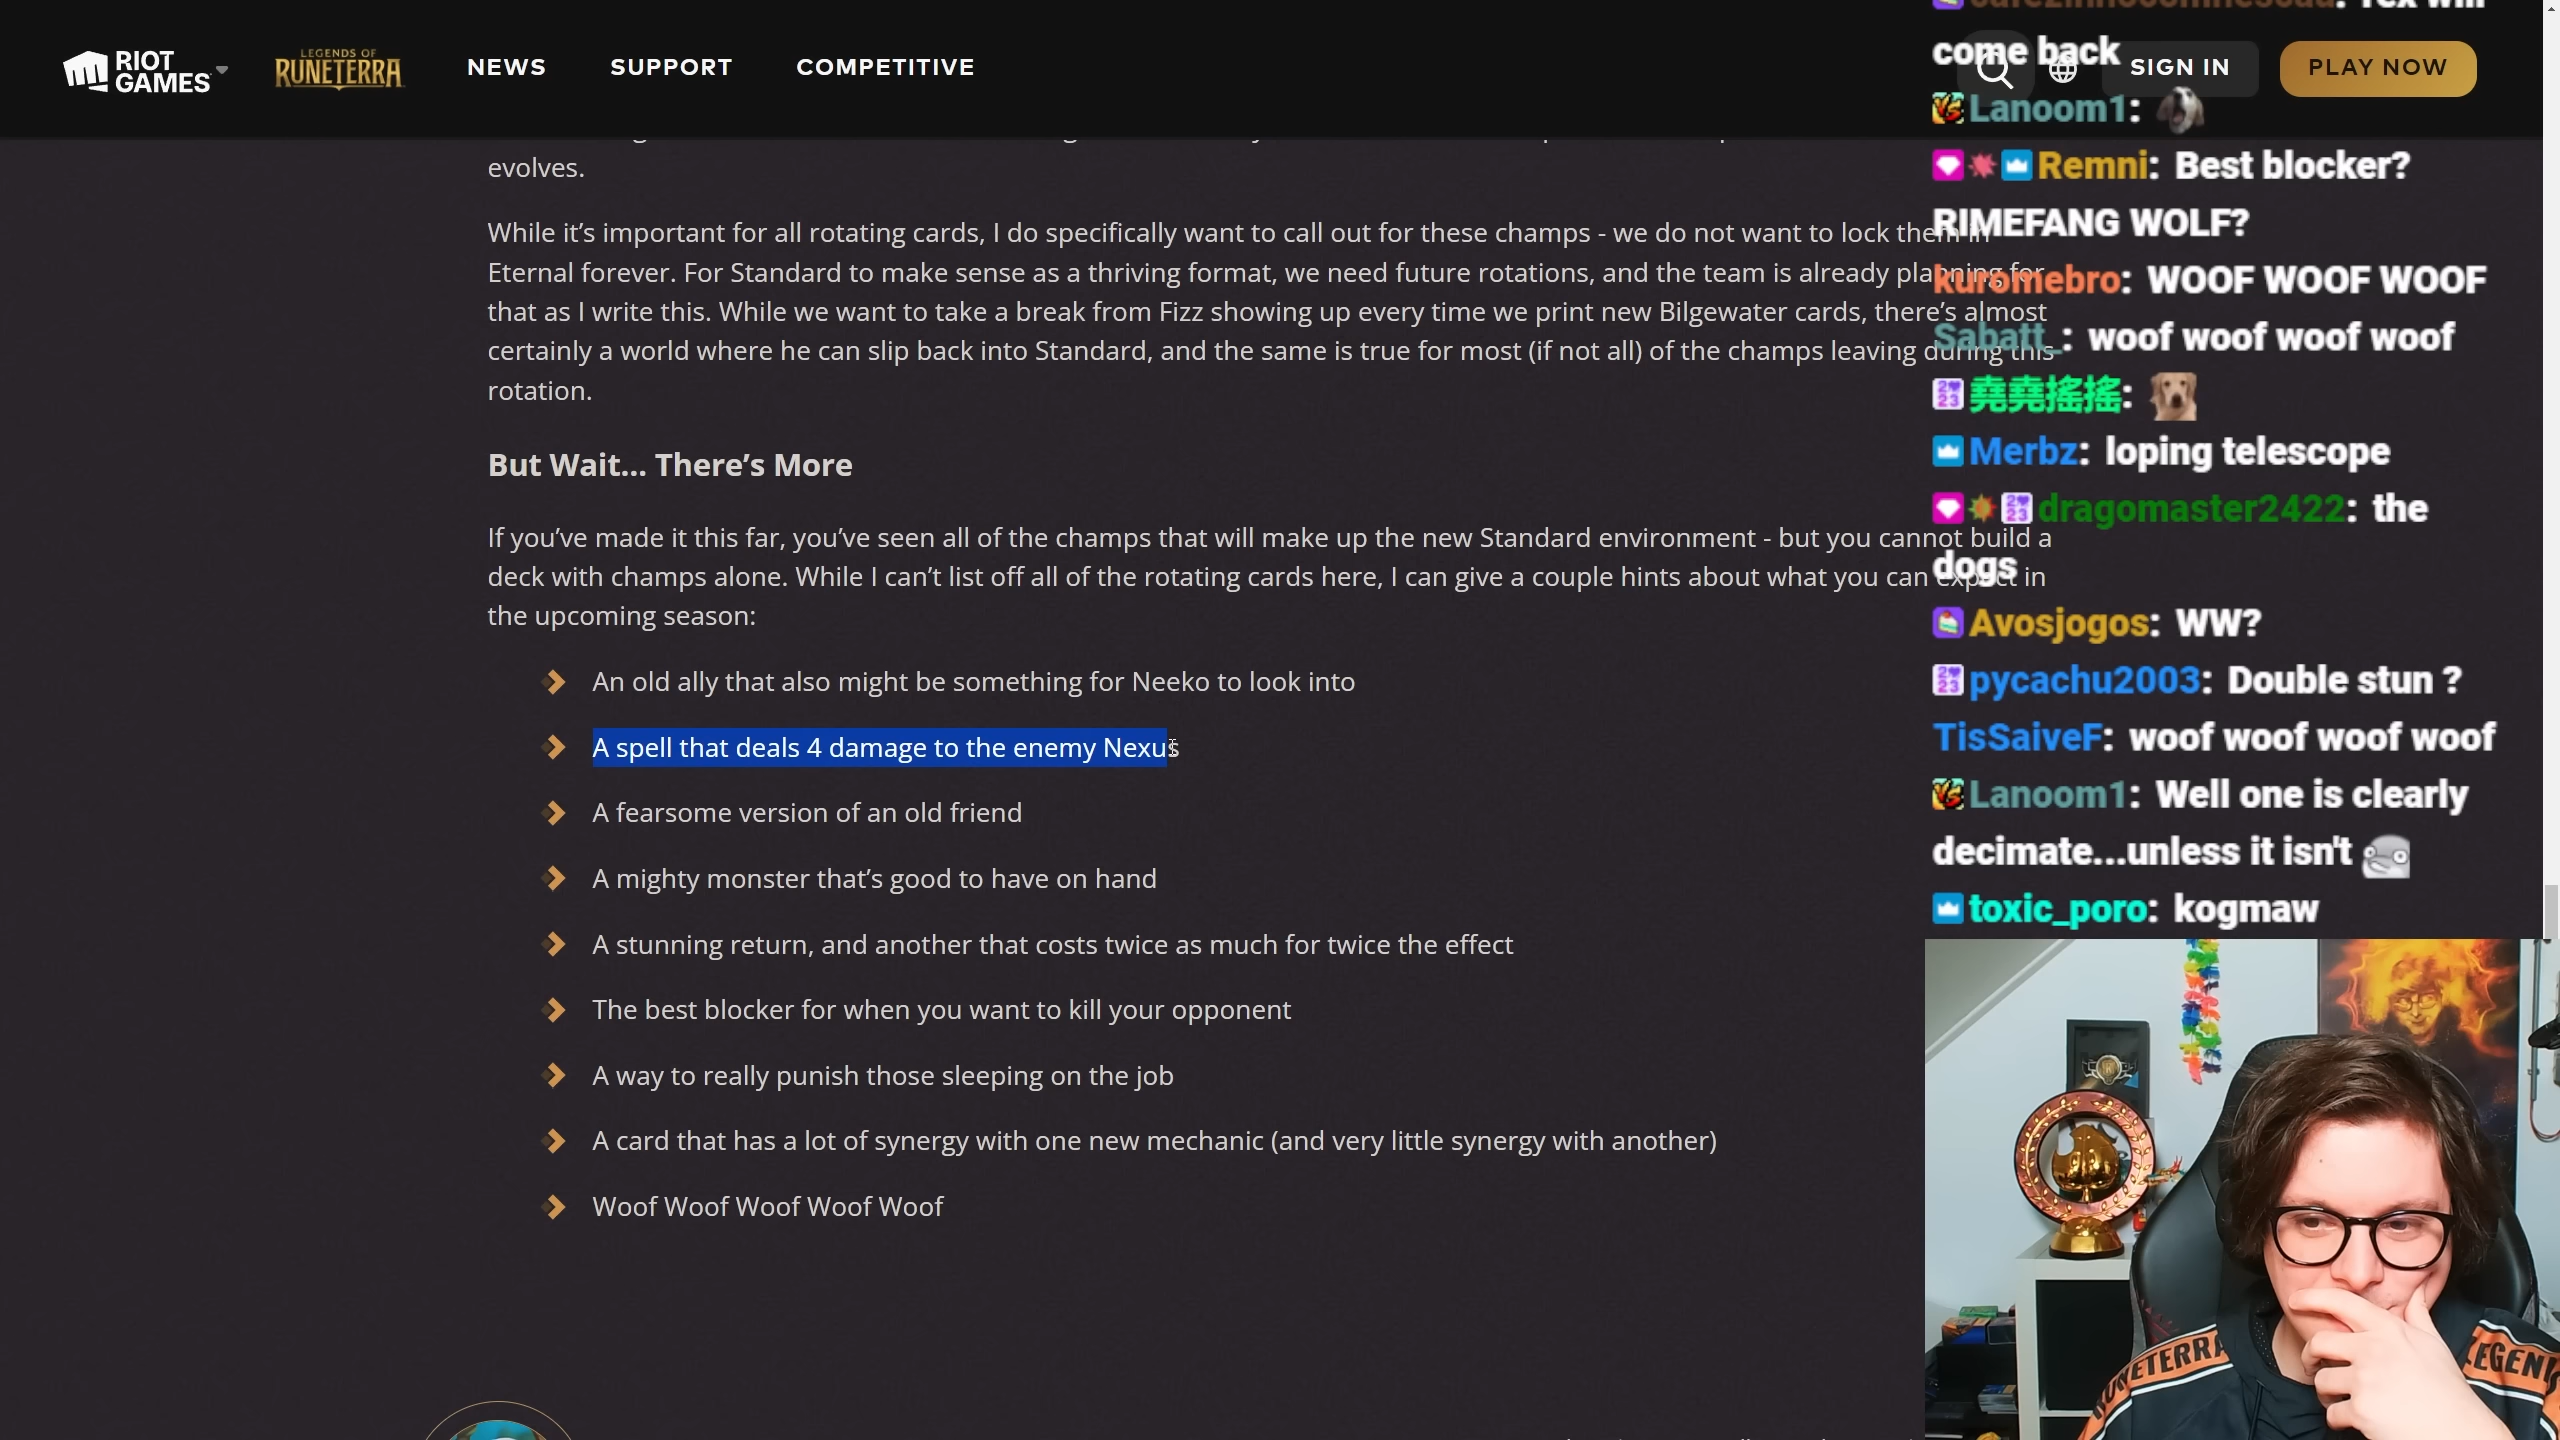 RIOT GAMES
LEGENDS OF RUNETERRA
NEWS
SUPPORT
COMPETITIVE
SIGN IN
PLAY NOW
evolves.
While it’s important for all rotating cards, I do specifically want to call out for these champs - we do not want to lock them in
Eternal forever. For Standard to make sense as a thriving format, we need future rotations, and the team is already planning for
that as I write this. While we want to take a break from Fizz showing up every time we print new Bilgewater cards, there’s almost
certainly a world where he can slip back into Standard, and the same is true for most (if not all) of the champs leaving during this
rotation.
But Wait... There’s More
If you’ve made it this far, you’ve seen all of the champs that will make up the new Standard environment - but you cannot build a
deck with champs alone. While I can’t list off all of the rotating cards here, I can give a couple hints about what you can expect in
the upcoming season:
An old ally that also might be something for Neeko to look into
A spell that deals 4 damage to the enemy Nexus
A fearsome version of an old friend
A mighty monster that’s good to have on hand
A stunning return, and another that costs twice as much for twice the effect
The best blocker for when you want to kill your opponent
A way to really punish those sleeping on the job
A card that has a lot of synergy with one new mechanic (and very little synergy with another)
Woof Woof Woof Woof Woof
will
come back
Lanoom1:
Remni: Best blocker?
RIMEFANG WOLF?
kuromebro: WOOF WOOF WOOF
Sabatt_: woof woof woof woof
堯堯搖搖:
Merbz: loping telescope
dragomaster2422: the
dogs
Avosjogos: WW?
pycachu2003: Double stun ?
TisSaiveF: woof woof woof woof
Lanoom1: Well one is clearly
decimate...unless it isn't
toxic_poro: kogmaw
RUNETERRA
LEGEN